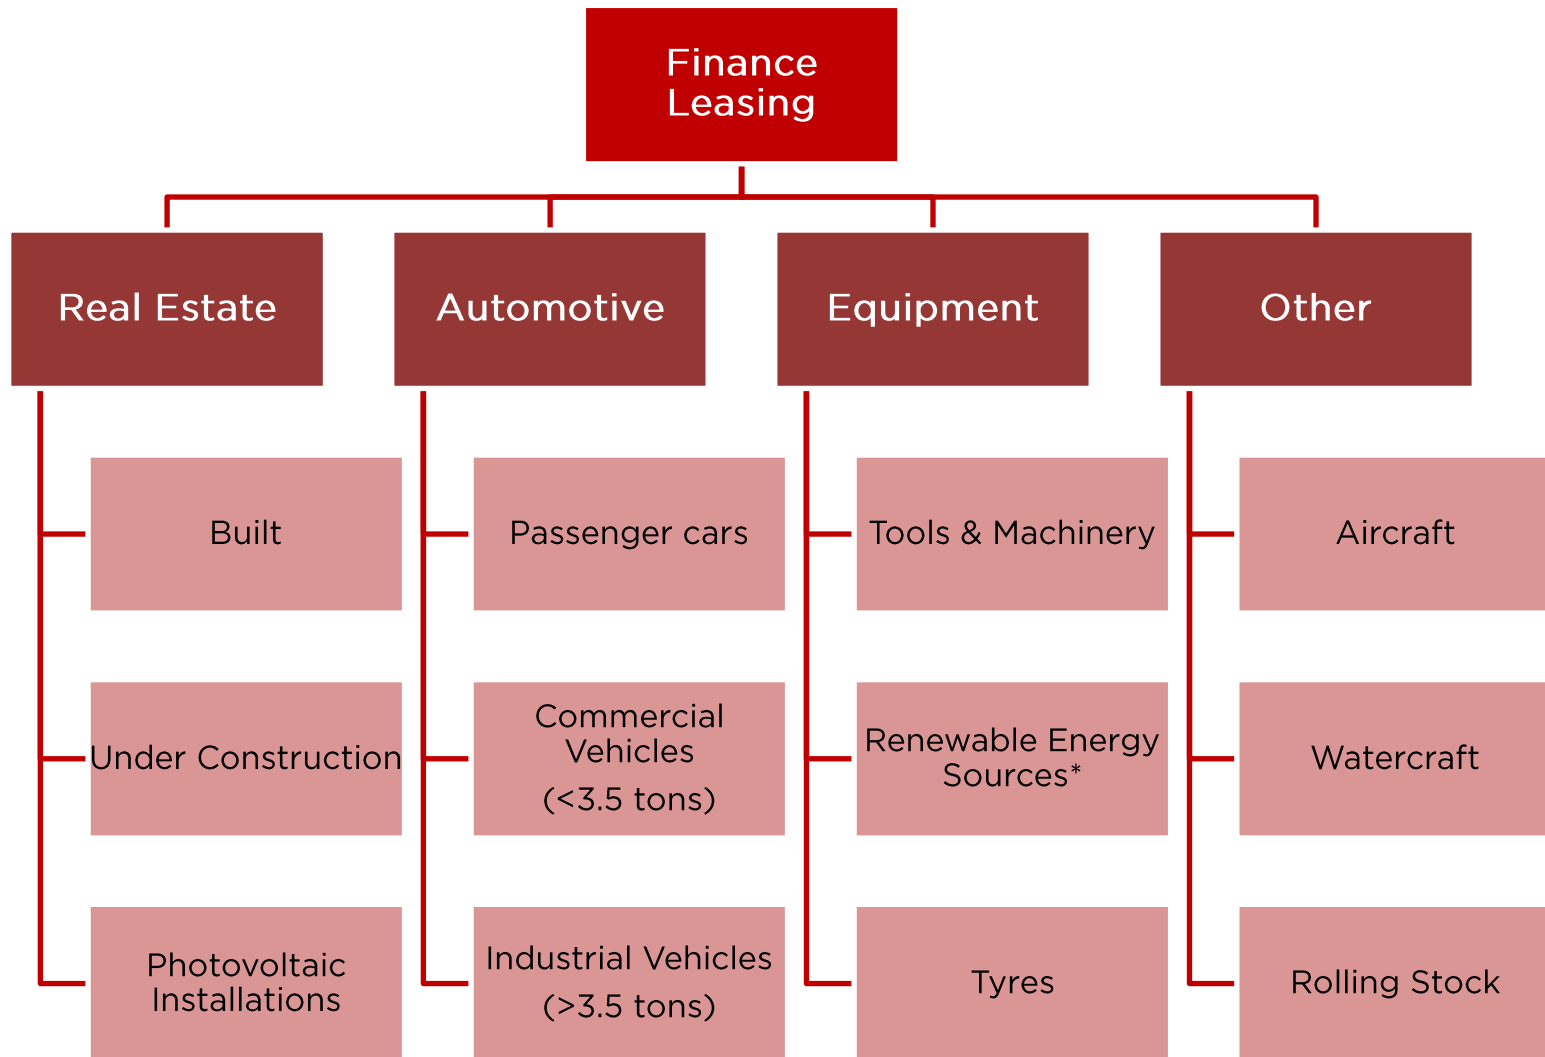 Finance
Leasing
Real Estate
Automotive
Equipment
Other
Built
Passenger cars
Tools & Machinery
Aircraft
Under Construction
Commercial
Vehicles
(<3.5 tons)
Renewable Energy
Sources*
Watercraft
Photovoltaic
Installations
Industrial Vehicles
(>3.5 tons)
Tyres
Rolling Stock